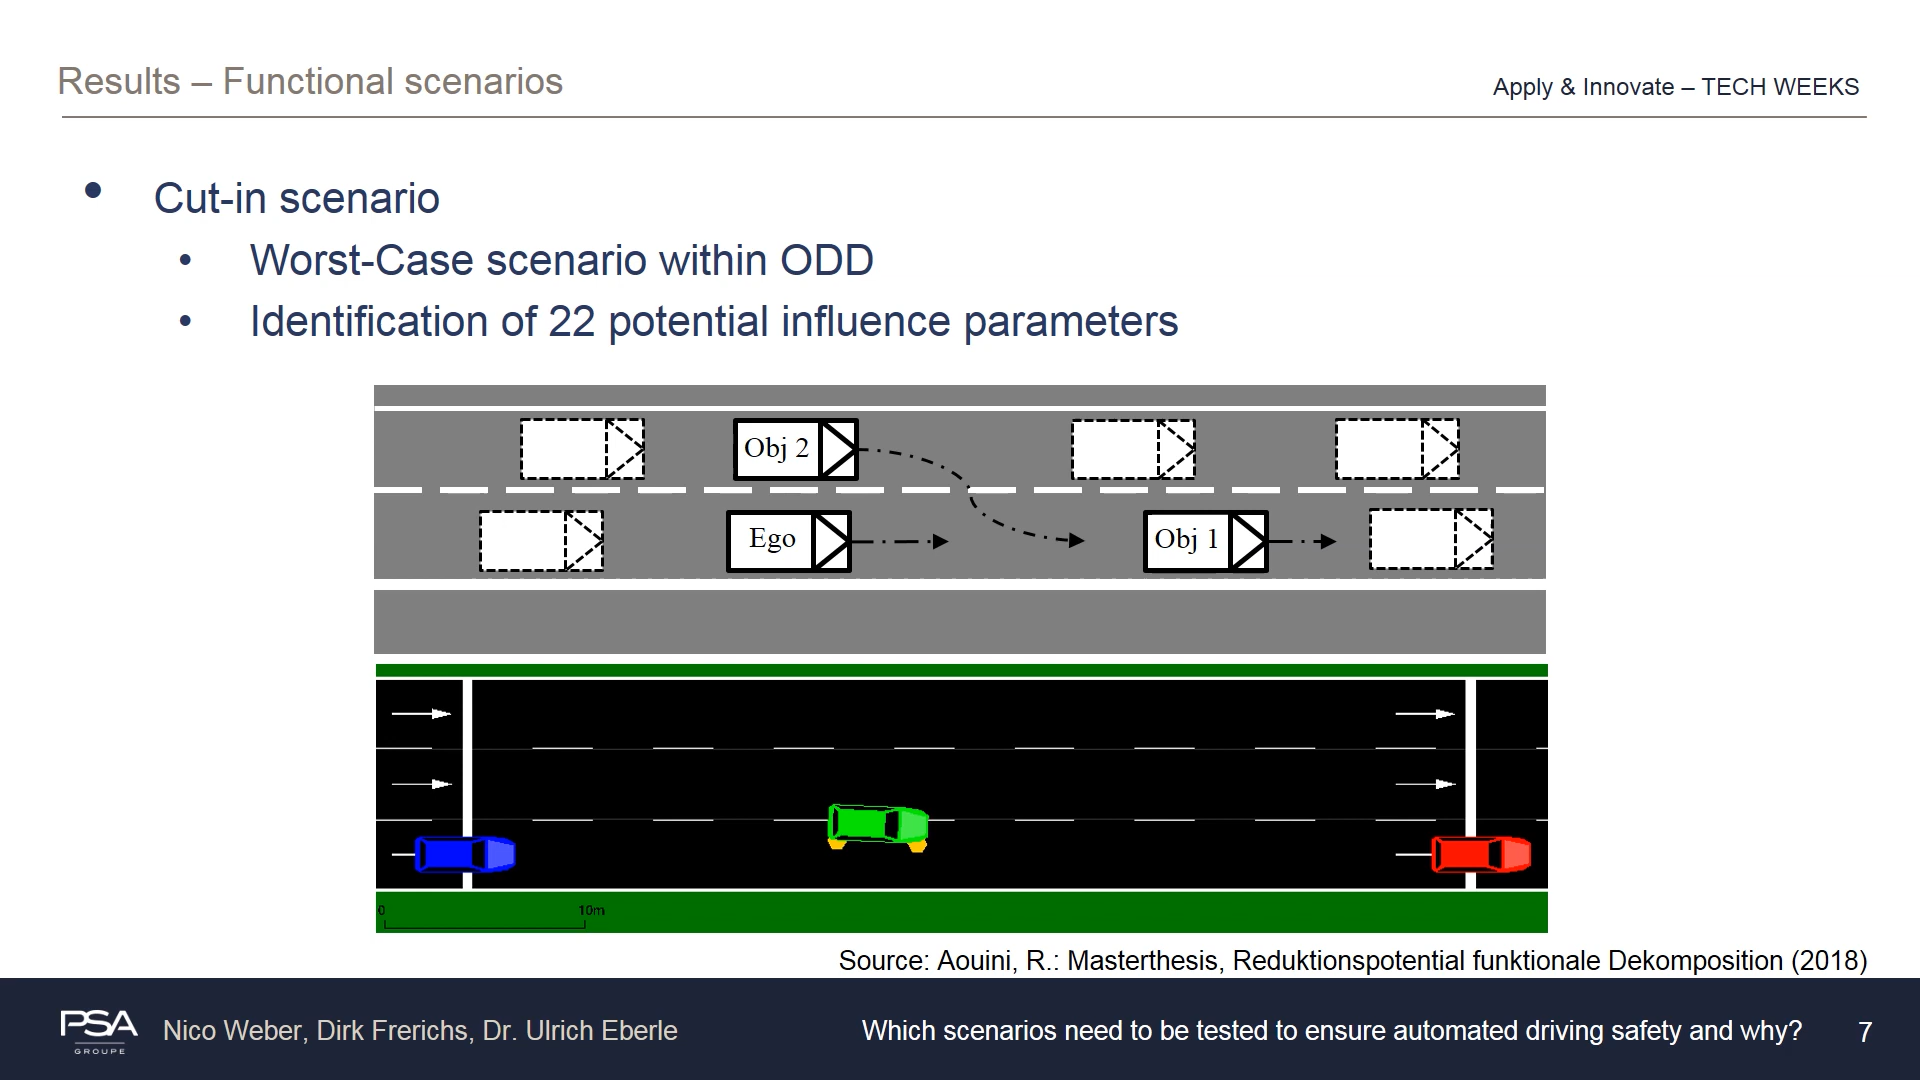 Results – Functional scenarios
Apply & Innovate – TECH WEEKS
• Cut-in scenario
• Worst-Case scenario within ODD
• Identification of 22 potential influence parameters
Obj 2
Ego
Obj 1
0
10m
Source: Aouini, R.: Masterthesis, Reduktionspotential funktionale Dekomposition (2018)
PSA
GROUPE
Nico Weber, Dirk Frerichs, Dr. Ulrich Eberle
Which scenarios need to be tested to ensure automated driving safety and why?
7